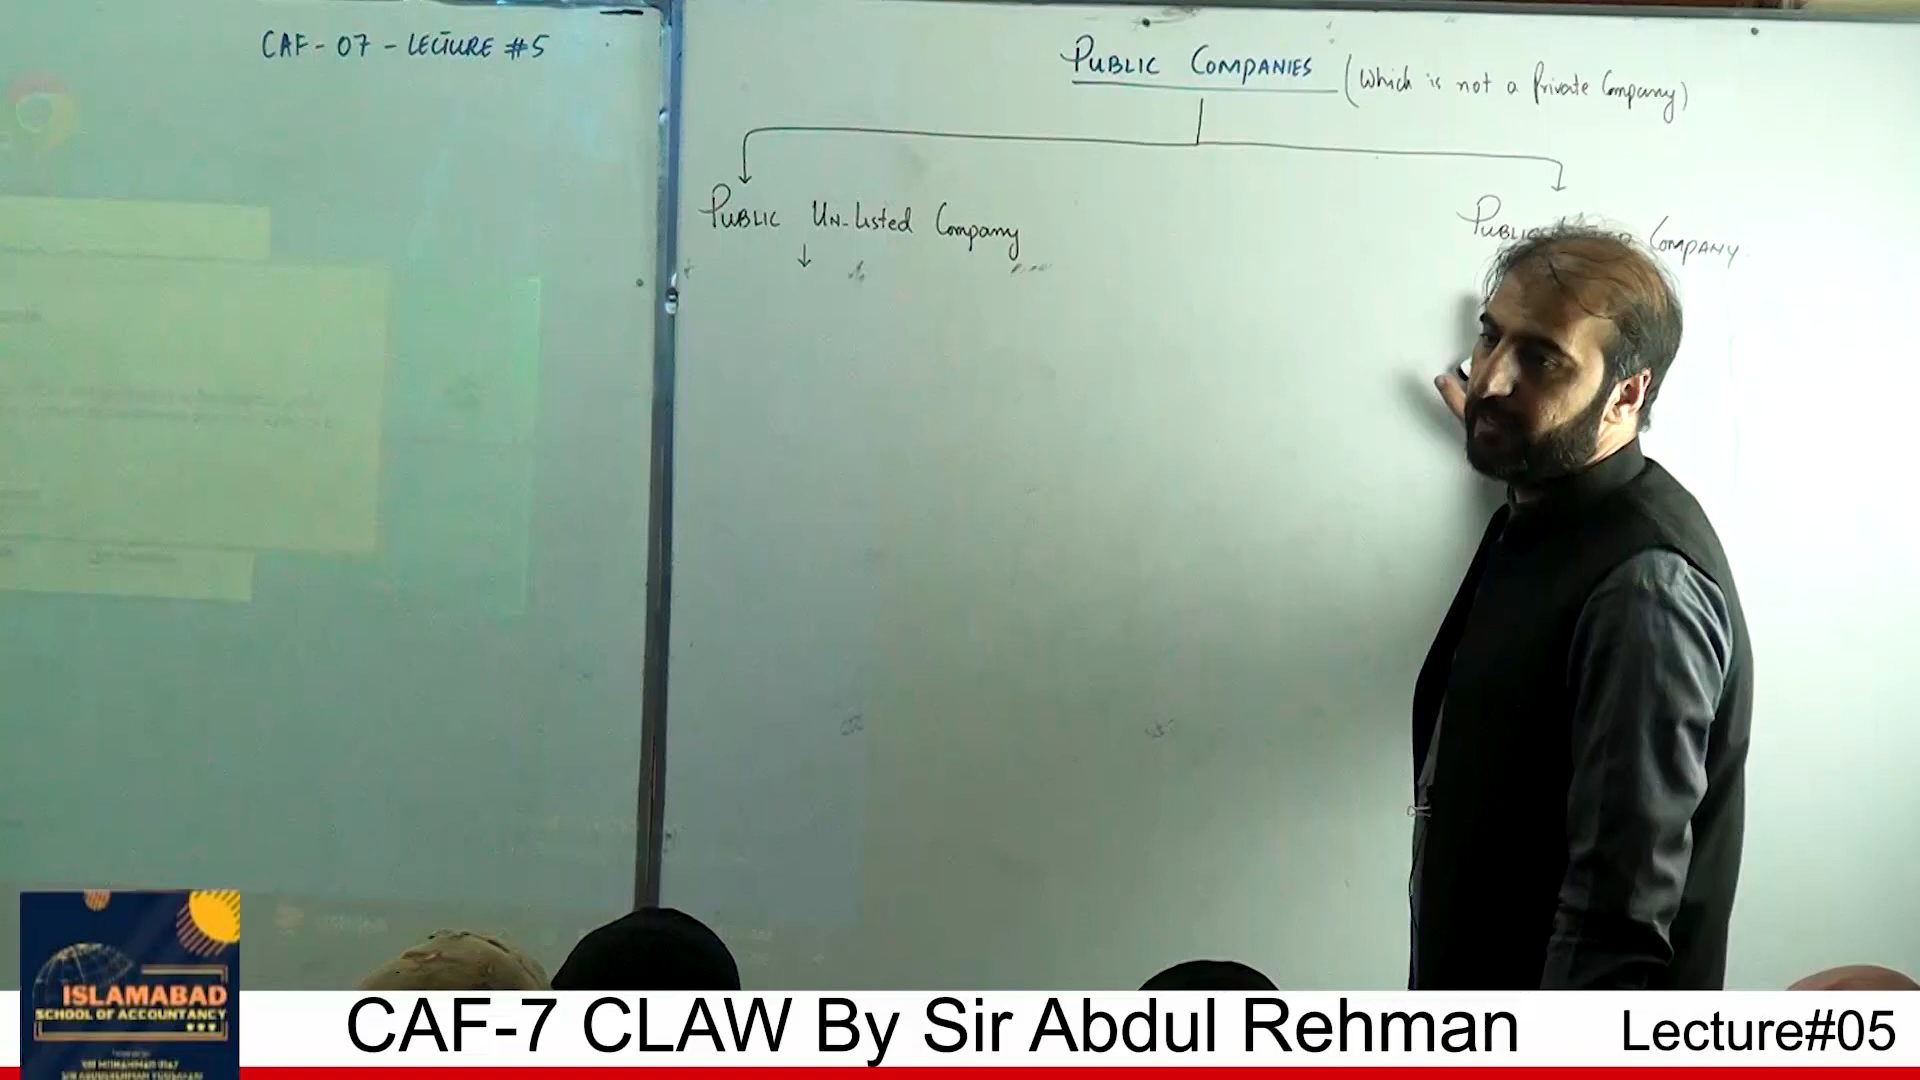 CAF - 07 - LECTURE #5
PUBLIC COMPANIES (Which is not a Private Company)
PUBLIC UN-Listed Company
PUBLIC COMPANY
ISLAMABAD
SCHOOL OF ACCOUNTANCY
CAF-7 CLAW By Sir Abdul Rehman
Lecture#05